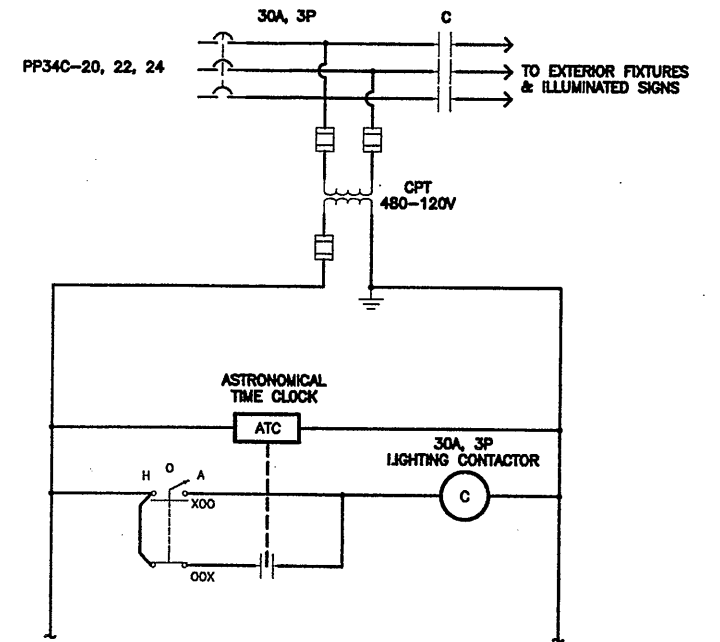 30A, 3P
C
PP34C-20, 22, 24
TO EXTERIOR FIXTURES
& ILLUMINATED SIGNS
CPT
480-120V
ASTRONOMICAL
TIME CLOCK
ATC
30A, 3P
LIGHTING CONTACTOR
H
O
A
XOO
C
OOX